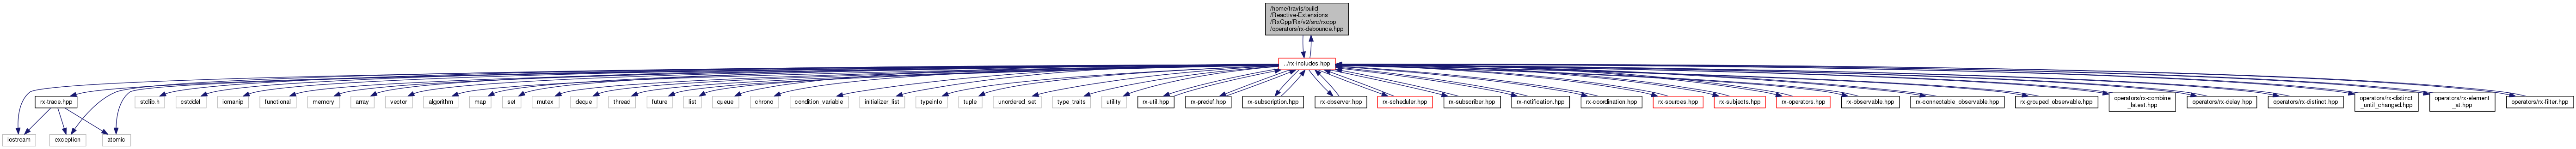 /home/travis/build
/Reactive-Extensions
/RxCpp/Rx/v2/src/rxcpp
/operators/rx-debounce.hpp
../rx-includes.hpp
rx-trace.hpp
stdlib.h
cstddef
iomanip
functional
memory
array
vector
algorithm
map
set
mutex
deque
thread
future
list
queue
chrono
condition_variable
initializer_list
typeinfo
tuple
unordered_set
type_traits
utility
rx-util.hpp
rx-predef.hpp
rx-subscription.hpp
rx-observer.hpp
rx-scheduler.hpp
rx-subscriber.hpp
rx-notification.hpp
rx-coordination.hpp
rx-sources.hpp
rx-subjects.hpp
rx-operators.hpp
rx-observable.hpp
rx-connectable_observable.hpp
rx-grouped_observable.hpp
operators/rx-combine
_latest.hpp
operators/rx-delay.hpp
operators/rx-distinct.hpp
operators/rx-distinct
_until_changed.hpp
operators/rx-element
_at.hpp
operators/rx-filter.hpp
iostream
exception
atomic